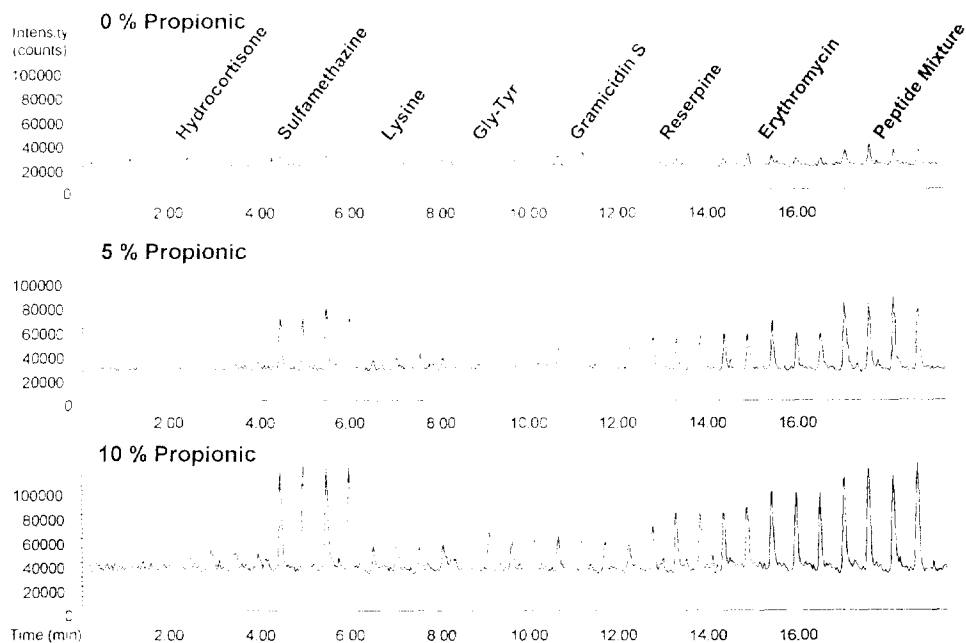 0 % Propionic
Intensity
(counts)
Hydrocortisone
Sulfamethazine
Lysine
Gly-Tyr
Gramicidin S
Reserpine
Erythromycin
Peptide Mixture
100000
80000
60000
40000
20000
0
2.00 4.00 6.00 8.00 10.00 12.00 14.00 16.00
5 % Propionic
100000
80000
60000
40000
20000
0
2.00 4.00 6.00 8.00 10.00 12.00 14.00 16.00
10 % Propionic
100000
80000
60000
40000
20000
0
Time (min) 2.00 4.00 6.00 8.00 10.00 12.00 14.00 16.00